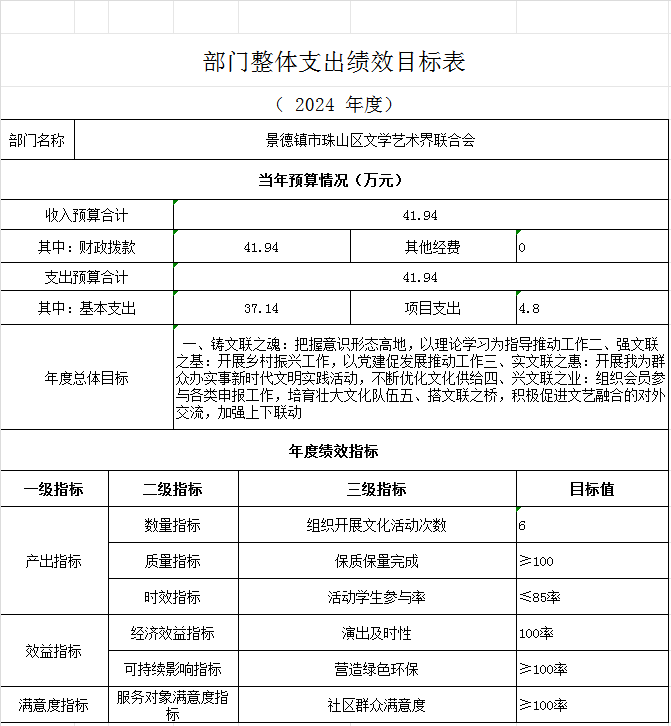 部门整体支出绩效目标表
（ 2024 年度）
部门名称 景德镇市珠山区文学艺术界联合会
当年预算情况（万元）
收入预算合计 41.94
其中：财政拨款 41.94 其他经费 0
支出预算合计 41.94
其中：基本支出 37.14 项目支出 4.8
年度总体目标
一、铸文联之魂：把握意识形态高地，以理论学习为指导推动工作二、强文联
之基：开展乡村振兴工作，以党建促发展推动工作三、实文联之惠：开展我为群
众办实事新时代文明实践活动，不断优化文化供给四、兴文联之业：组织会员参
与各类申报工作，培育壮大文化队伍五、搭文联之桥，积极促进文艺融合的对外
交流，加强上下联动
年度绩效指标
一级指标 二级指标 三级指标 目标值
产出指标
数量指标 组织开展文化活动次数 6
质量指标 保质保量完成 ≥100
时效指标 活动学生参与率 ≤85率
效益指标
经济效益指标 演出及时性 100率
可持续影响指标 营造绿色环保 ≥100率
满意度指标
服务对象满意度指
标
社区群众满意度 ≥100率